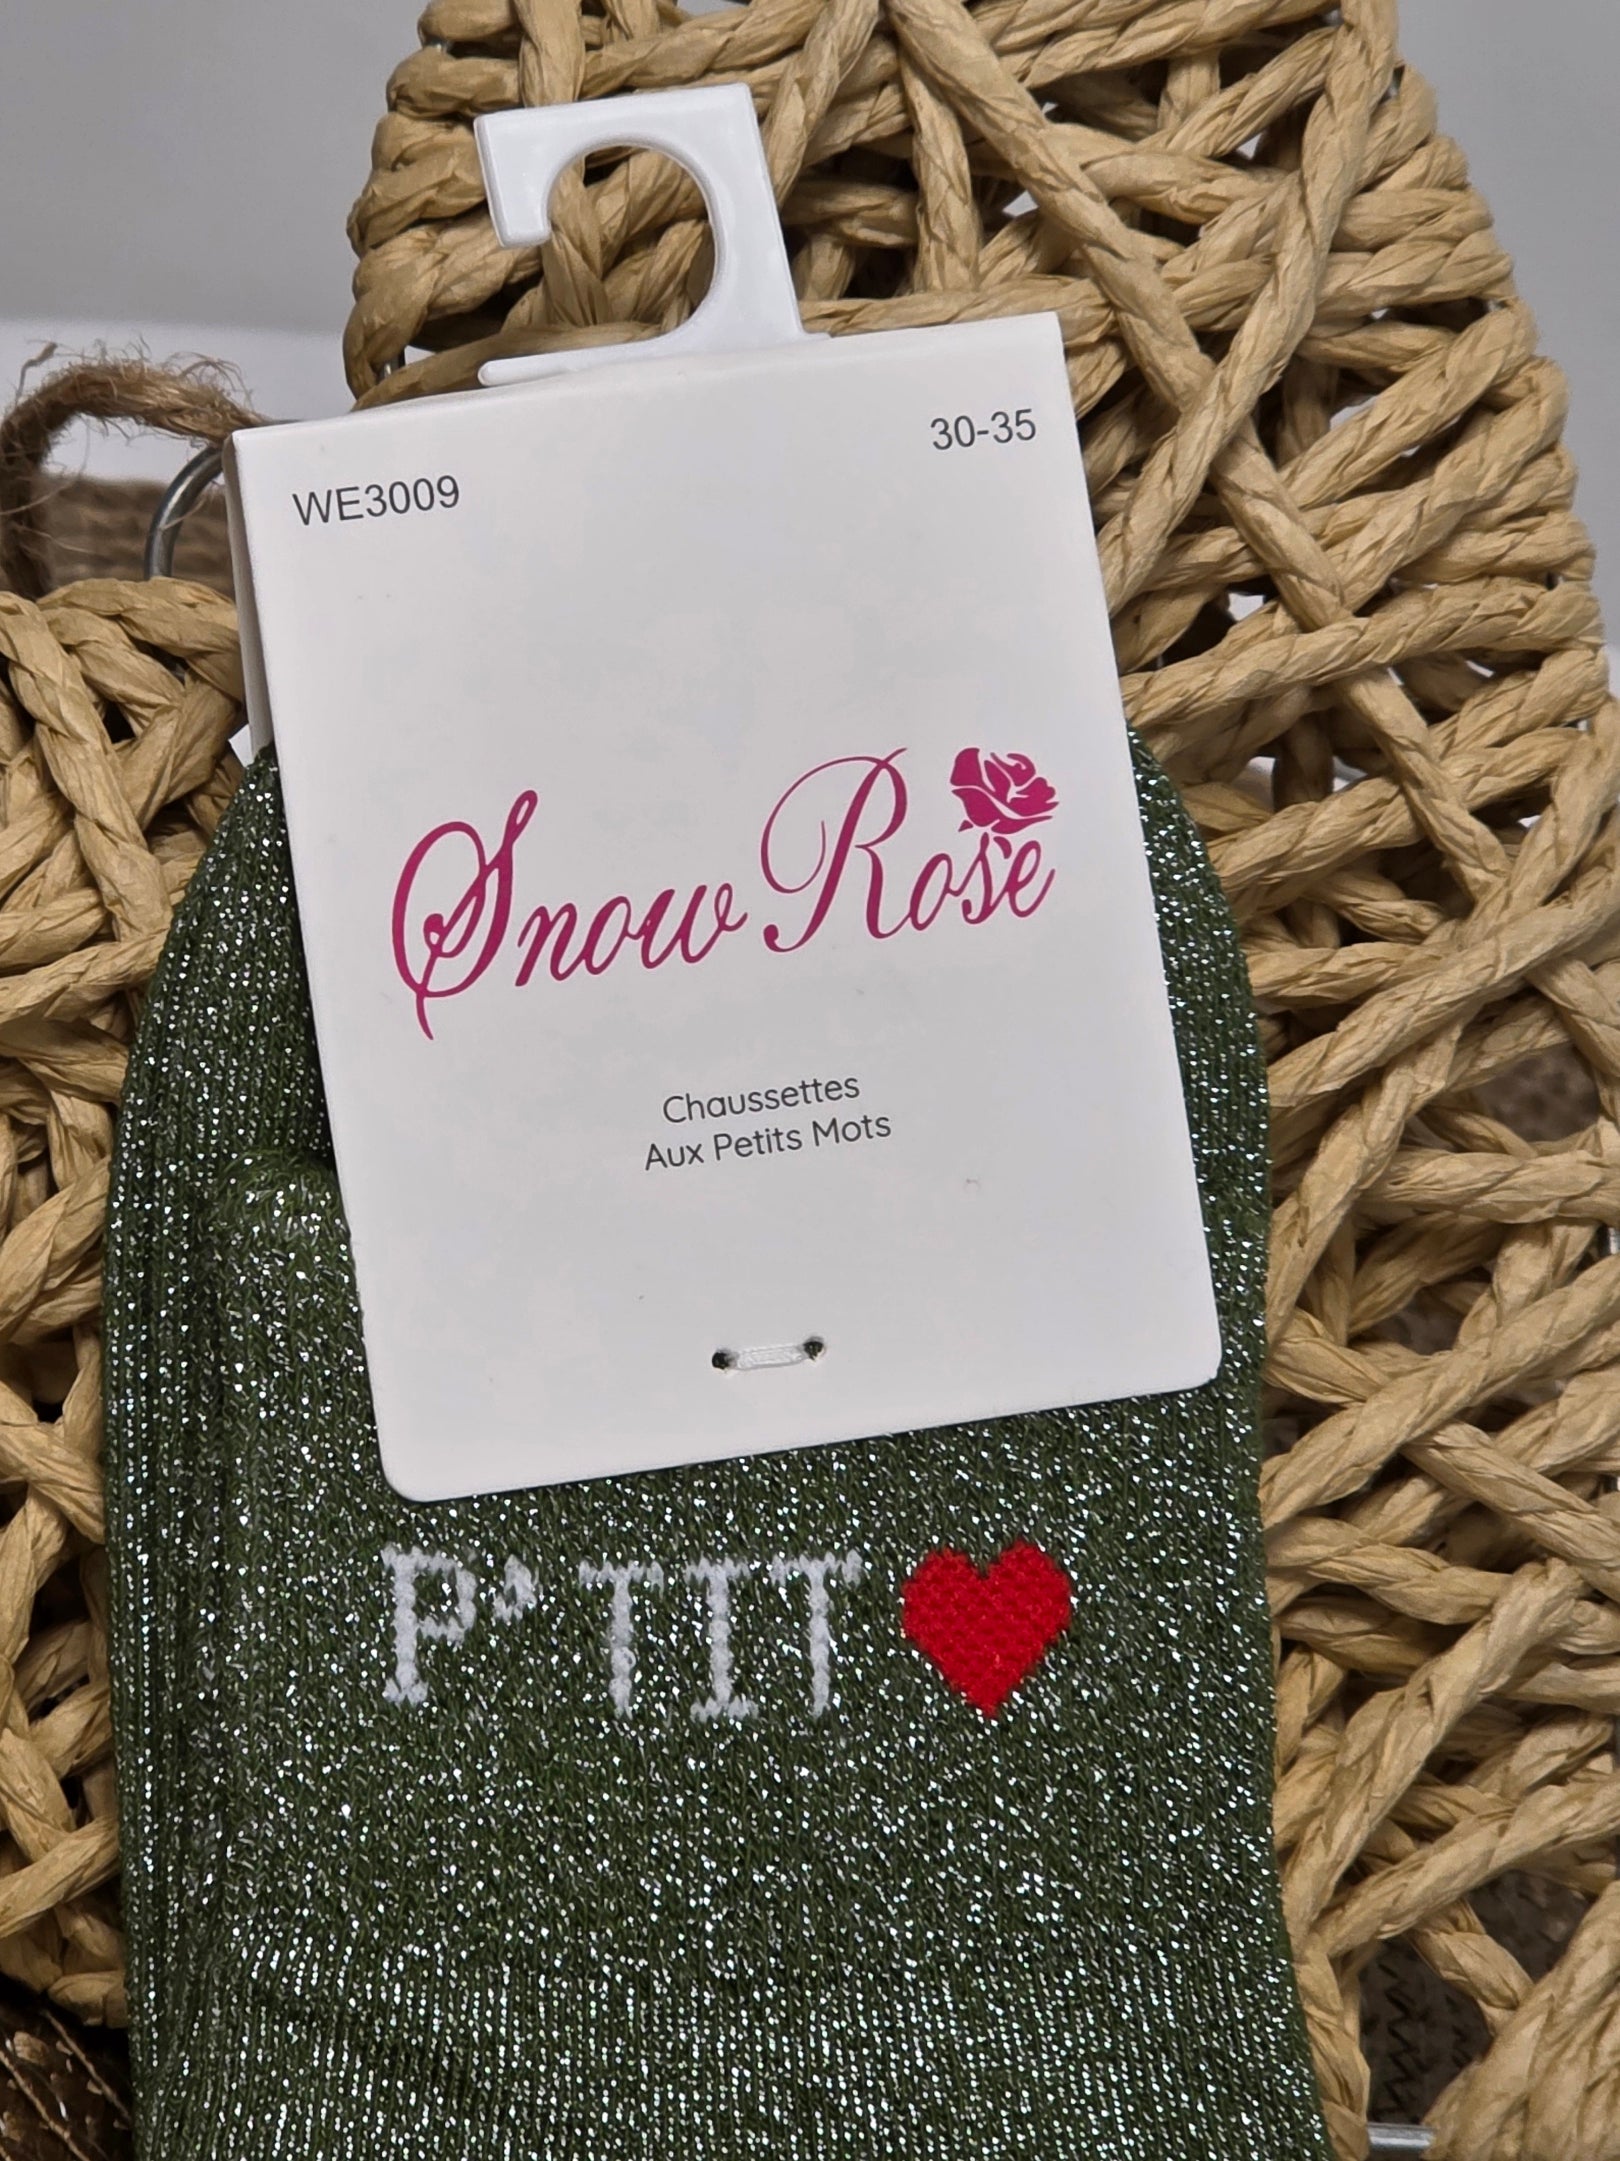 WE3009
30-35
Snow Rose
Chaussettes
Aux Petits Mots
P'TIT